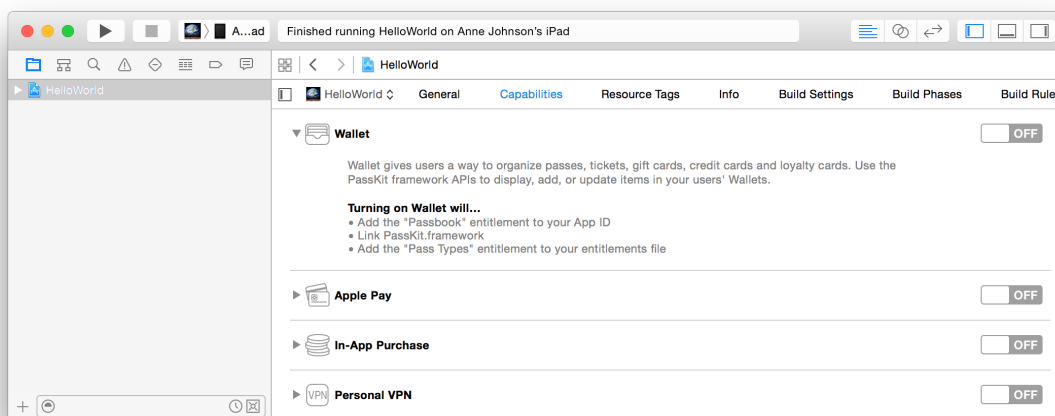 A...ad
Finished running HelloWorld on Anne Johnson's iPad
HelloWorld
HelloWorld
HelloWorld
General
Capabilities
Resource Tags
Info
Build Settings
Build Phases
Build Rule
Wallet
OFF
Wallet gives users a way to organize passes, tickets, gift cards, credit cards and loyalty cards. Use the
PassKit framework APIs to display, add, or update items in your users' Wallets.
Turning on Wallet will...
• Add the "Passbook" entitlement to your App ID
• Link PassKit.framework
• Add the "Pass Types" entitlement to your entitlements file
Apple Pay
OFF
In-App Purchase
OFF
VPN
Personal VPN
OFF